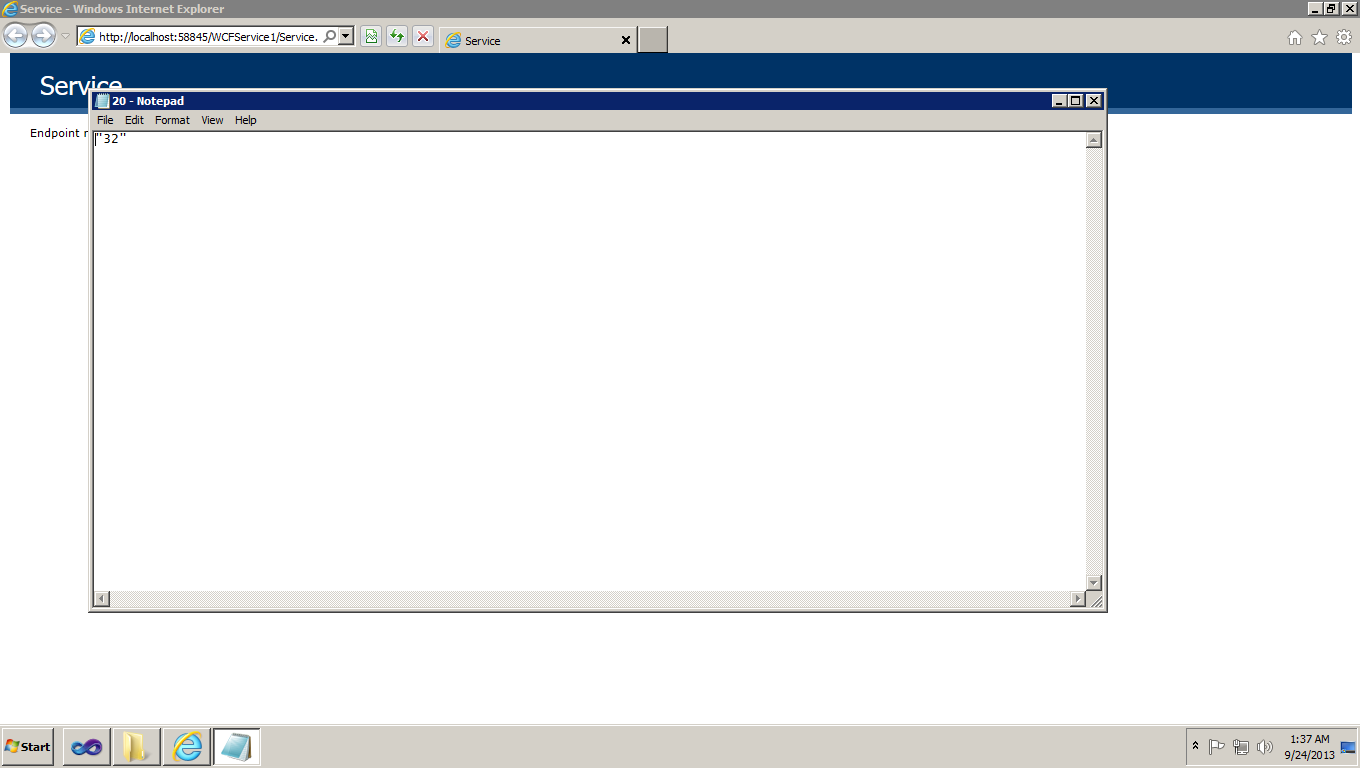 Service - Windows Internet Explorer
http://localhost:58845/WCFService1/Service.
Service
Service
Endpoint
20 - Notepad
File Edit Format View Help
"32"
Start
1:37 AM
9/24/2013